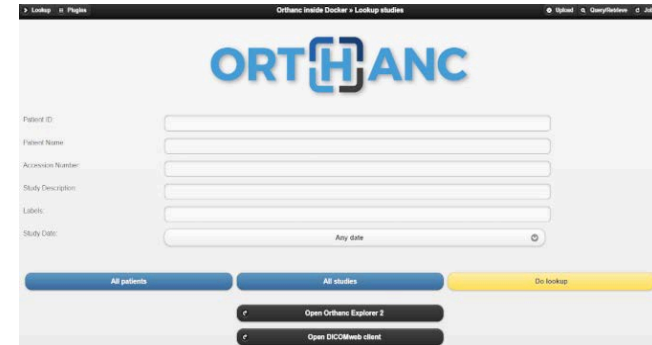 Lookup Plugins Orthanc inside Docker » Lookup studies Upload Query/Retrieve
ORTHANC
Patient ID:
Patient Name:
Accession Number:
Study Description:
Labels:
Study Date: Any date
All patients All studies Do lookup
Open Orthanc Explorer 2
Open DICOMweb client